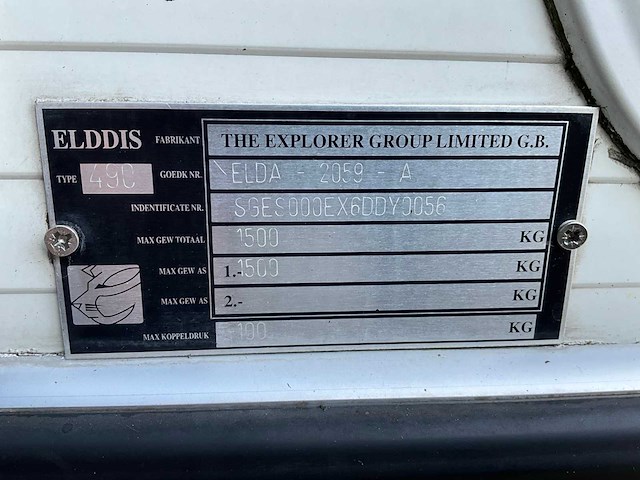 ELDDIS FABRIKANT THE EXPLORER GROUP LIMITED G.B.
TYPE 490 GOEDK NR. ELDA - 2059 - A
INDENTIFICATE NR. SGES000EX6DDY0056
MAX GEW TOTAAL 1500 KG
MAX GEW AS 1.- 1500 KG
MAX GEW AS 2.- KG
MAX KOPPELDRUK 100 KG